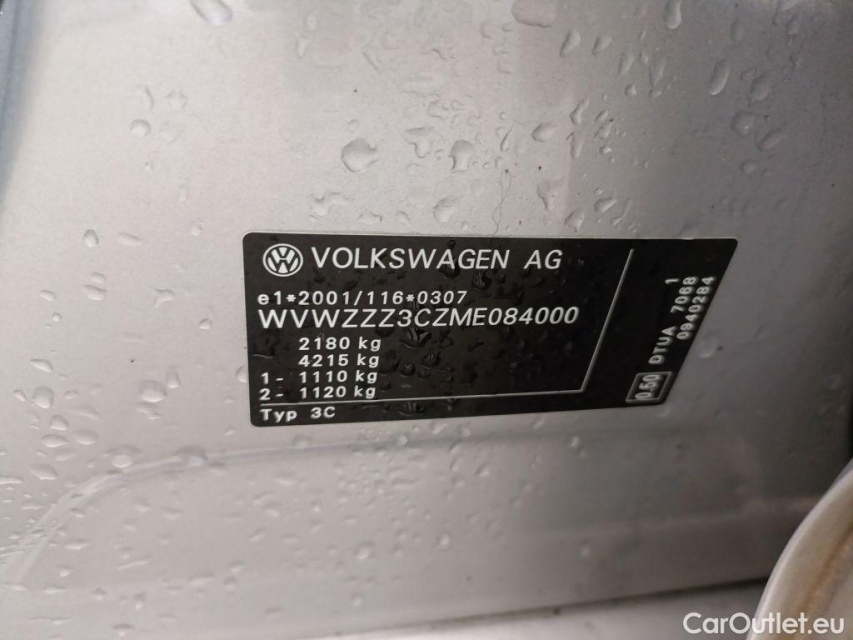 VOLKSWAGEN AG
e1*2001/116*0307
WVWZZZ3CZME084000
2180 kg
4215 kg
1 - 1110 kg
2 - 1120 kg
Typ 3C
1
DTUA 7068
0940284
0.50
CarOutlet.eu